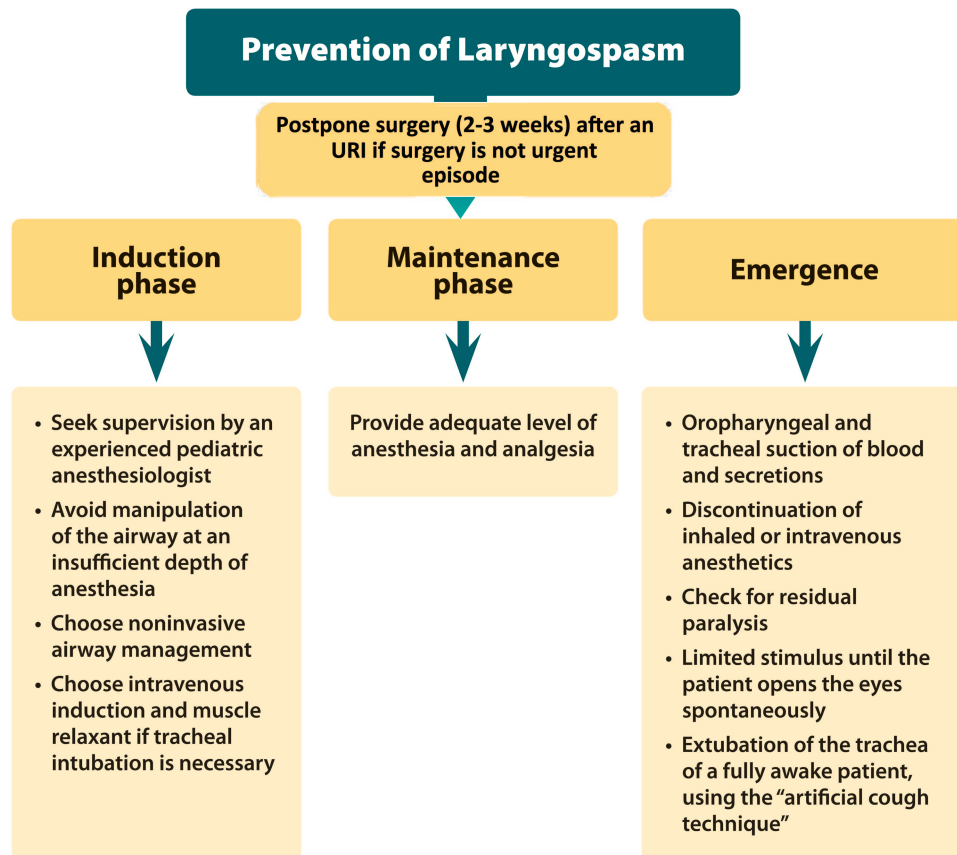 Prevention of Laryngospasm
Postpone surgery (2-3 weeks) after an
URI if surgery is not urgent
episode
Induction
phase
• Seek supervision by an
experienced pediatric
anesthesiologist
• Avoid manipulation
of the airway at an
insufficient depth of
anesthesia
• Choose noninvasive
airway management
• Choose intravenous
induction and muscle
relaxant if tracheal
intubation is necessary
Maintenance
phase
Provide adequate level of
anesthesia and analgesia
Emergence
• Oropharyngeal and
tracheal suction of blood
and secretions
• Discontinuation of
inhaled or intravenous
anesthetics
• Check for residual
paralysis
• Limited stimulus until the
patient opens the eyes
spontaneously
• Extubation of the trachea
of a fully awake patient,
using the “artificial cough
technique”